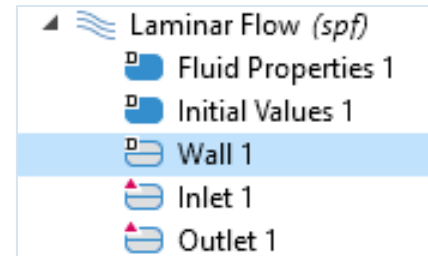 Laminar Flow (spf)
D Fluid Properties 1
D Initial Values 1
D Wall 1
Inlet 1
Outlet 1